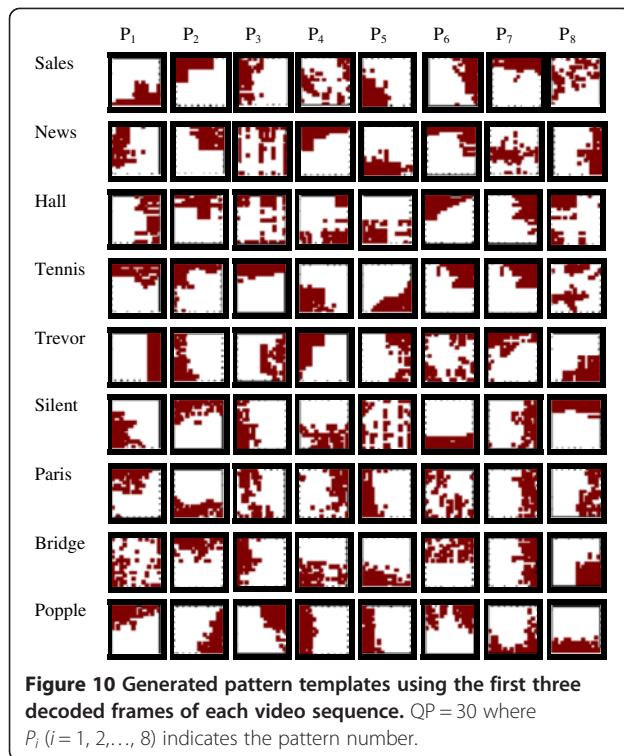 P₁ P₂ P₃ P₄ P₅ P₆ P₇ P₈
Sales
News
Hall
Tennis
Trevor
Silent
Paris
Bridge
Popple
Figure 10 Generated pattern templates using the first three
decoded frames of each video sequence. QP = 30 where
Pᵢ (i = 1, 2,..., 8) indicates the pattern number.